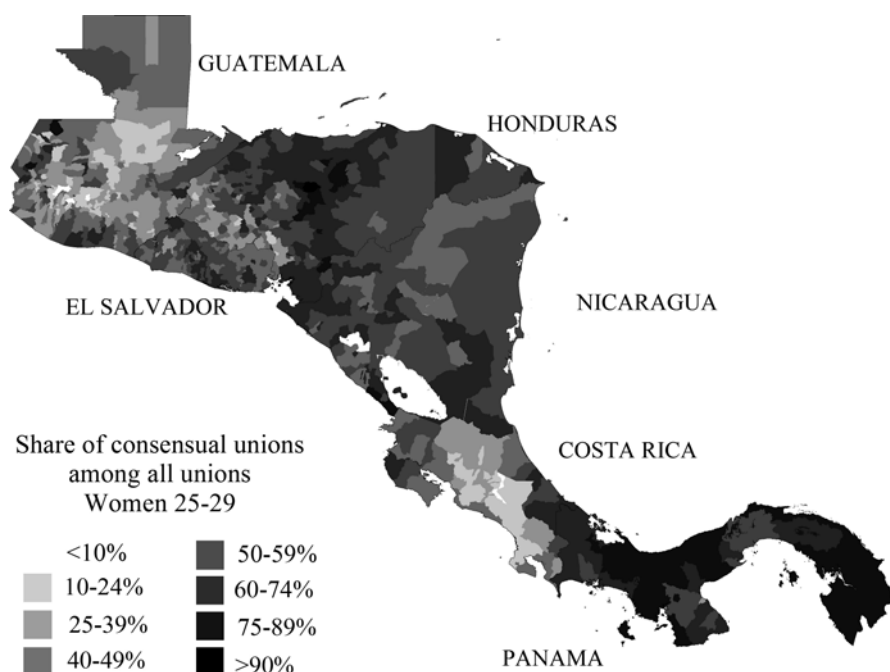 GUATEMALA
HONDURAS
EL SALVADOR
NICARAGUA
COSTA RICA
PANAMA
Share of consensual unions
among all unions
Women 25-29
<10%
10-24%
25-39%
40-49%
50-59%
60-74%
75-89%
>90%